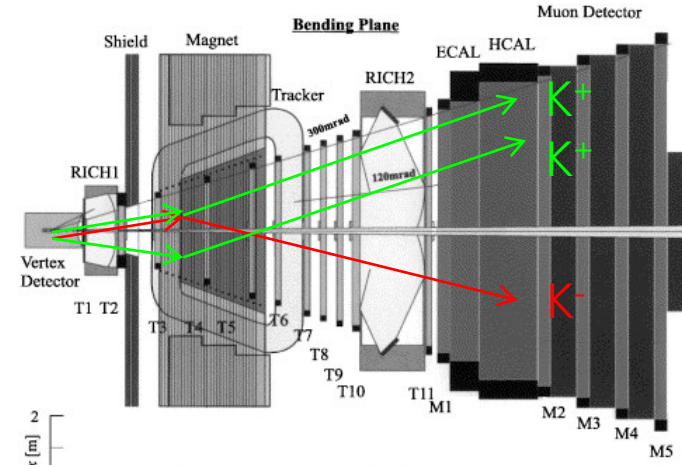 Bending Plane
Muon Detector
Shield
Magnet
ECAL
HCAL
RICH2
Tracker
300mrad
K+
K+
RICH1
120mrad
Vertex
Detector
K-
T1 T2
T3 T4 T5
T6
T7
T8
T9
T10
T11
M1
M2
M3
M4
M5
2